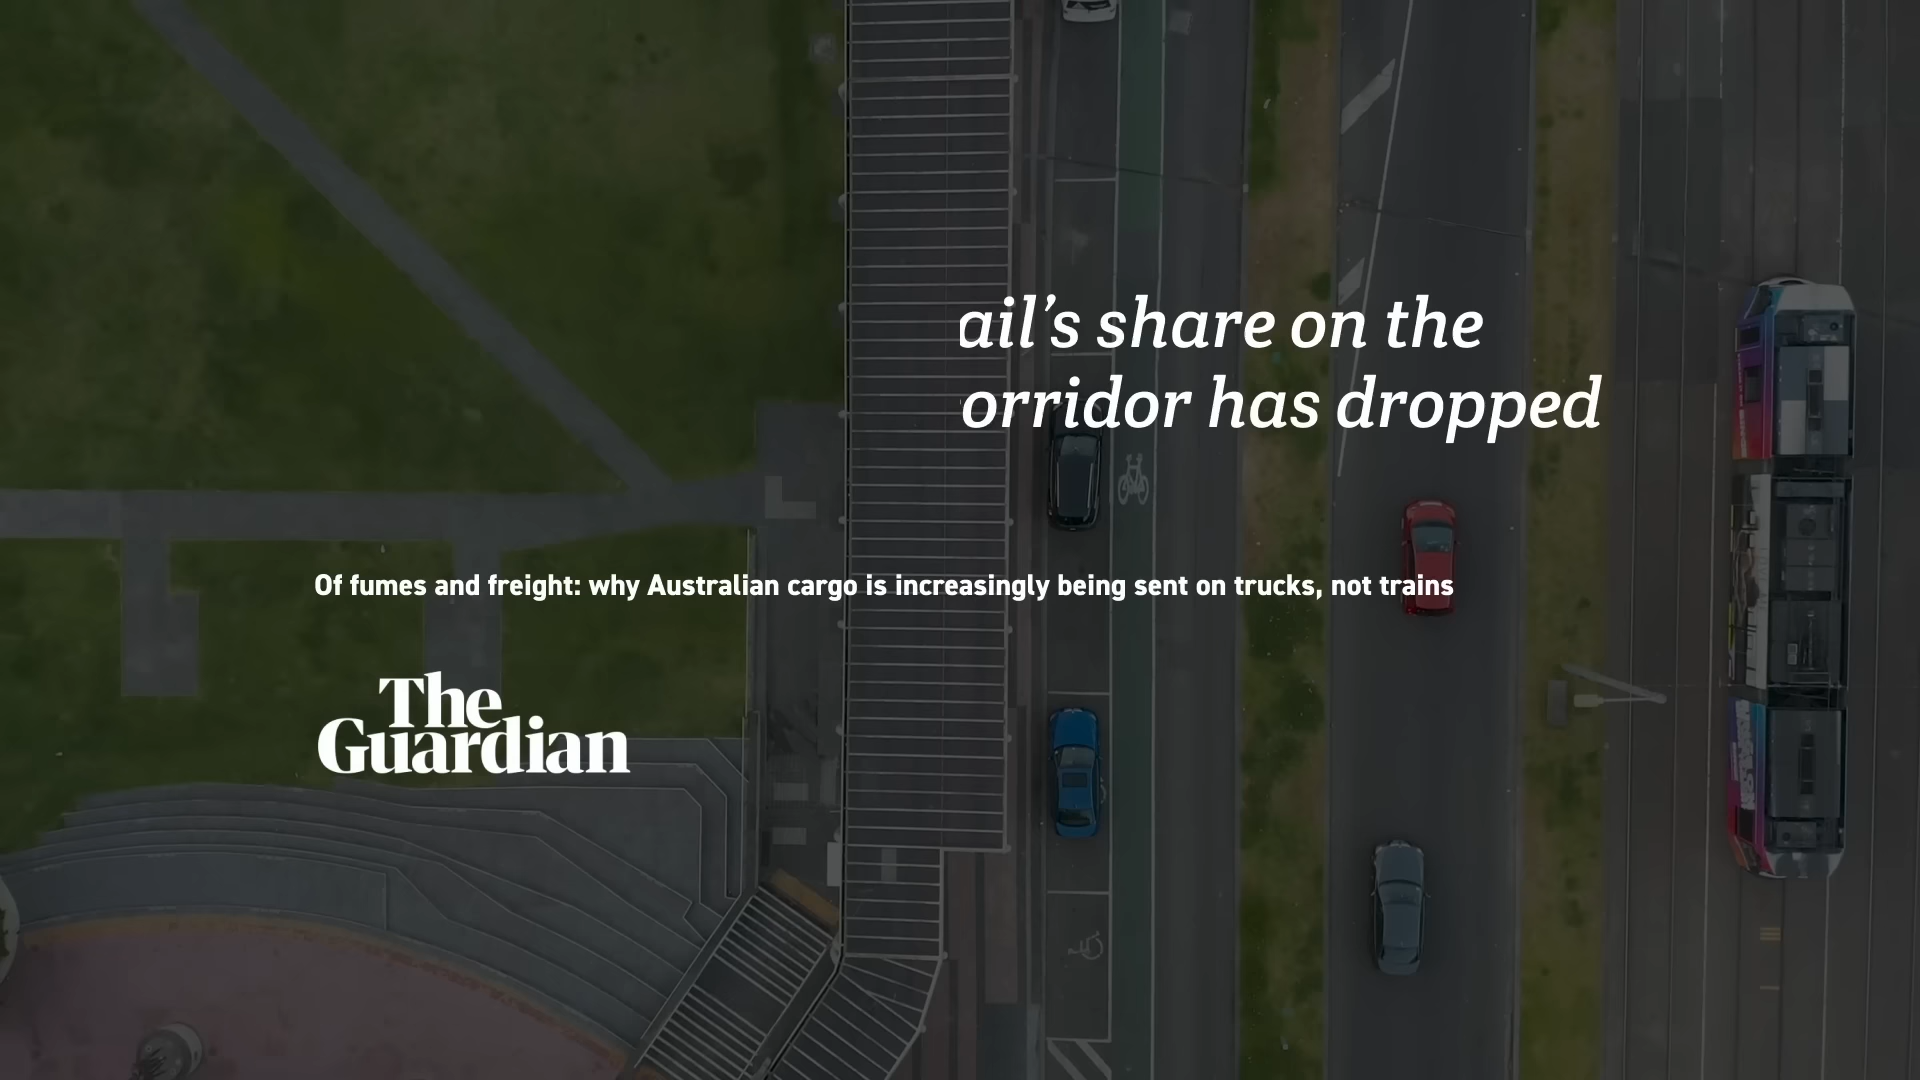 ail’s share on the
orridor has dropped
Of fumes and freight: why Australian cargo is increasingly being sent on trucks, not trains
The
Guardian